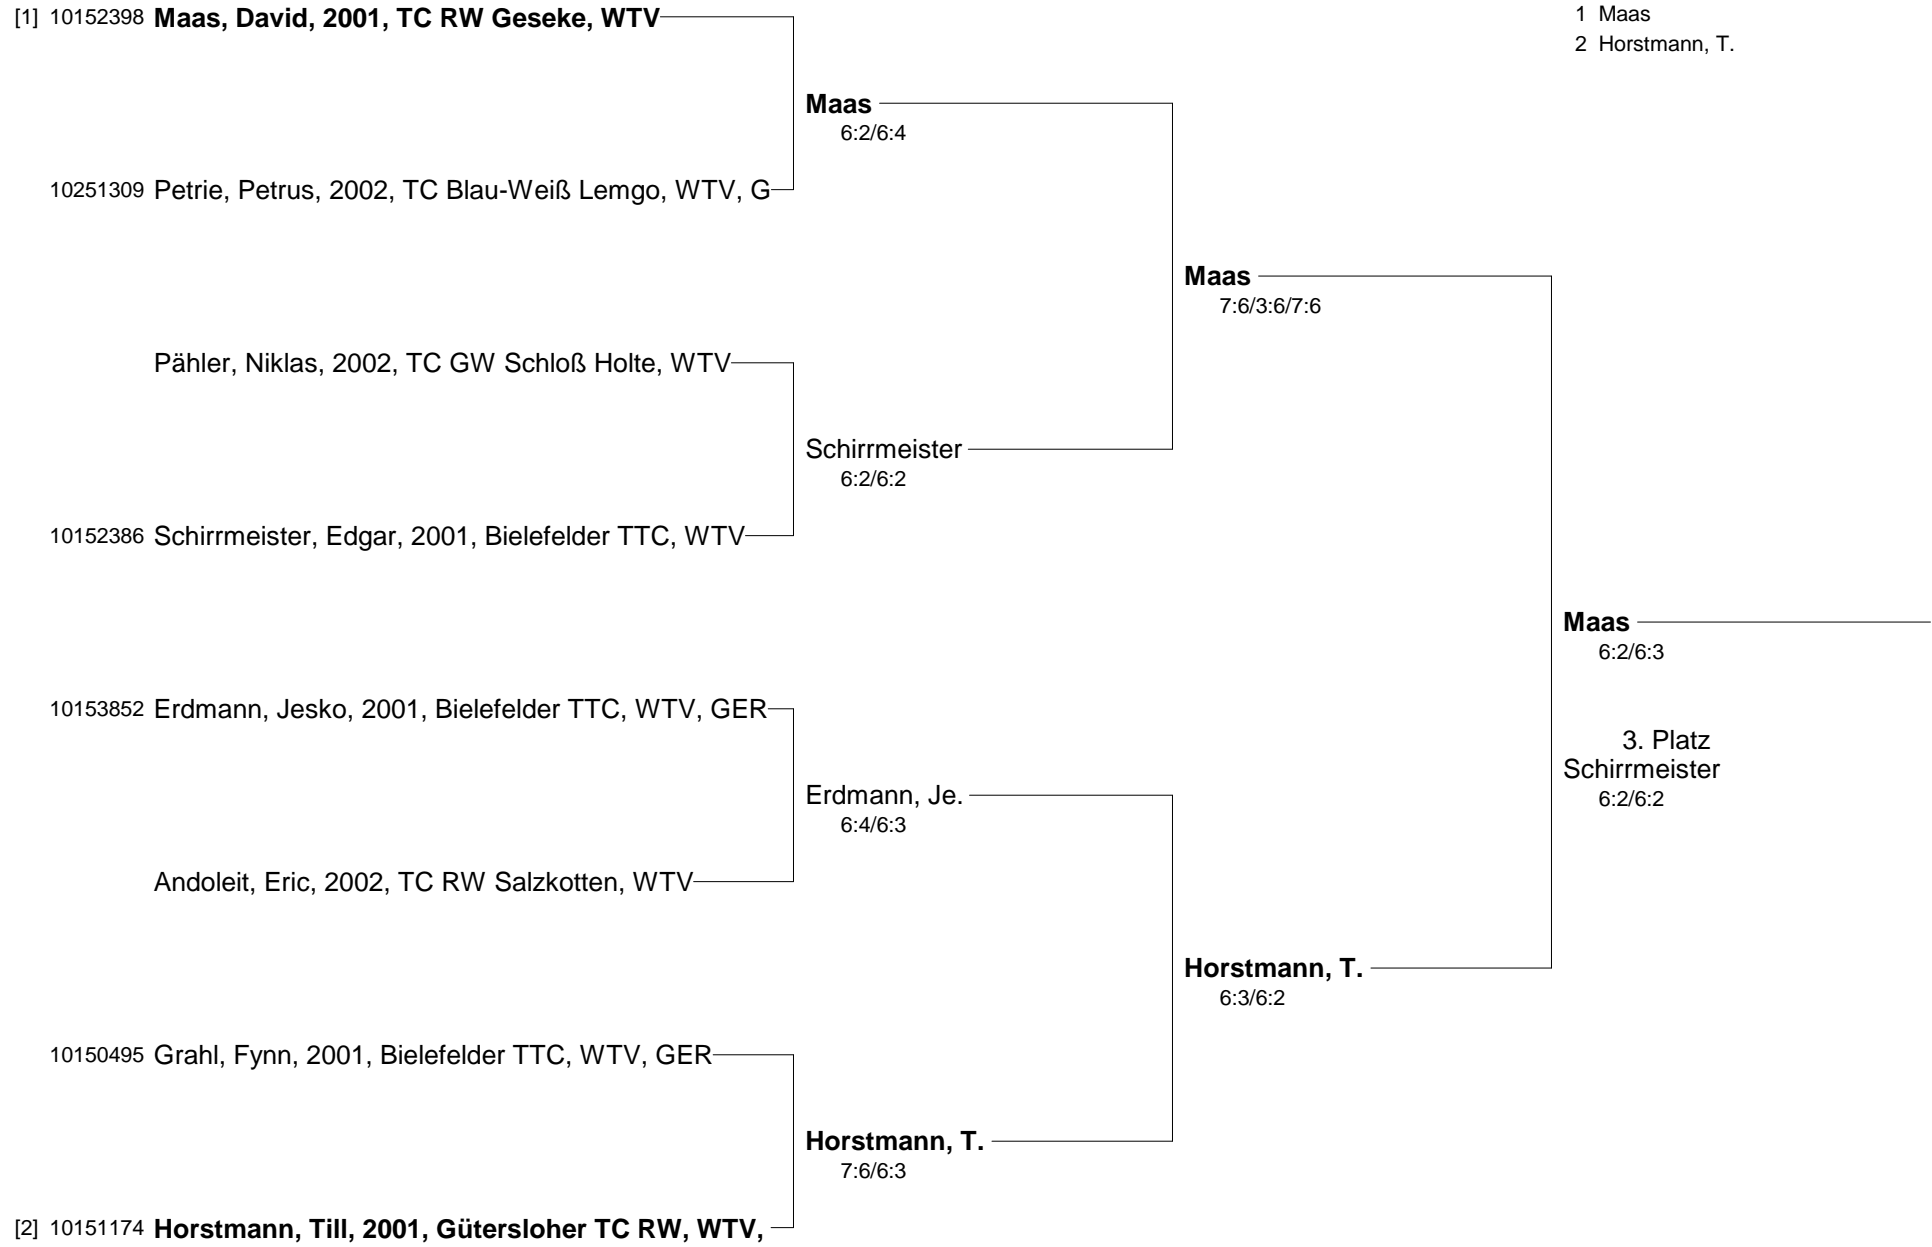 [1] 10152398 Maas, David, 2001, TC RW Geseke, WTV
1 Maas
2 Horstmann, T.
Maas
6:2/6:4
10251309 Petrie, Petrus, 2002, TC Blau-Weiß Lemgo, WTV, G
Maas
7:6/3:6/7:6
Pähler, Niklas, 2002, TC GW Schloß Holte, WTV
Schirrmeister
6:2/6:2
10152386 Schirrmeister, Edgar, 2001, Bielefelder TTC, WTV
Maas
6:2/6:3
10153852 Erdmann, Jesko, 2001, Bielefelder TTC, WTV, GER
3. Platz
Schirrmeister
6:2/6:2
Erdmann, Je.
6:4/6:3
Andoleit, Eric, 2002, TC RW Salzkotten, WTV
Horstmann, T.
6:3/6:2
10150495 Grahl, Fynn, 2001, Bielefelder TTC, WTV, GER
Horstmann, T.
7:6/6:3
[2] 10151174 Horstmann, Till, 2001, Gütersloher TC RW, WTV,